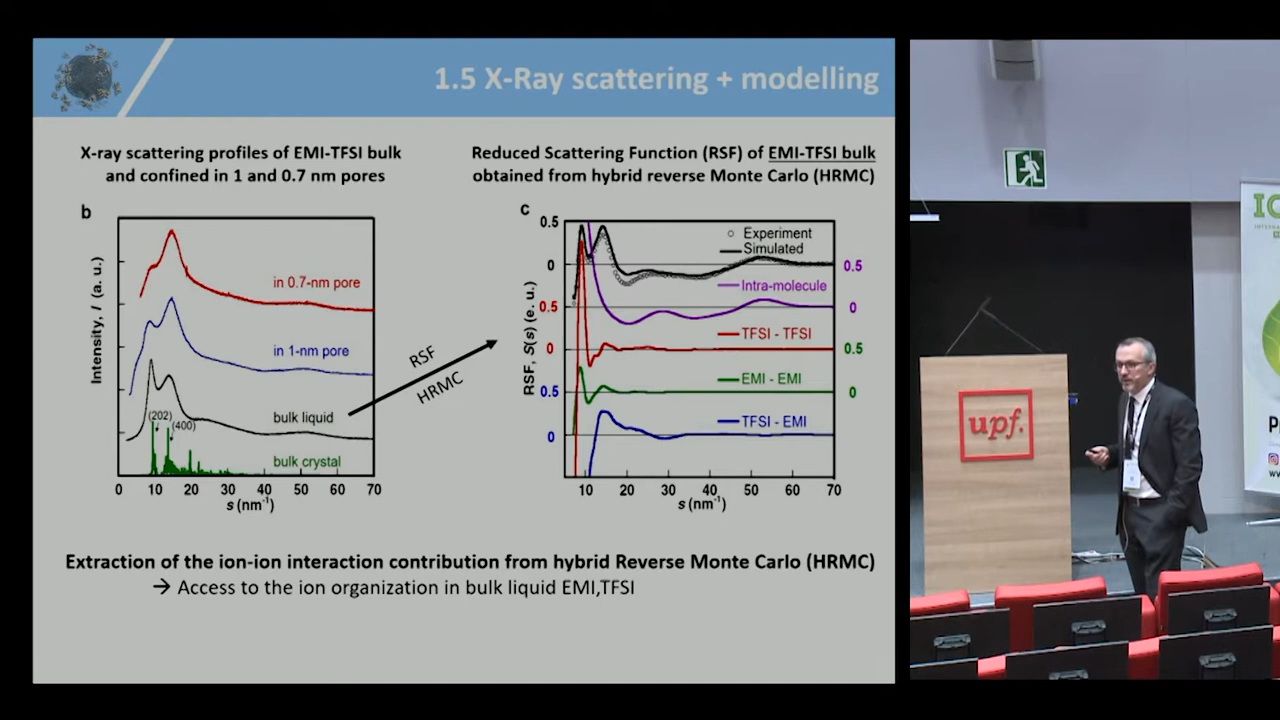 1.5 X-Ray scattering + modelling
X-ray scattering profiles of EMI-TFSI bulk
and confined in 1 and 0.7 nm pores
Reduced Scattering Function (RSF) of EMI-TFSI bulk
obtained from hybrid reverse Monte Carlo (HRMC)
b
Intensity, I (a. u.)
in 0.7-nm pore
in 1-nm pore
bulk liquid
(202)
(400)
bulk crystal
0 10 20 30 40 50 60 70
s (nm⁻¹)
RSF
HRMC
c
RSF, S(s) (e. u.)
0.5
0
0.5
0
0.5
0
Experiment
Simulated
Intra-molecule
TFSI - TFSI
EMI - EMI
TFSI - EMI
0.5
0
0.5
0
10 20 30 40 50 60 70
s (nm⁻¹)
Extraction of the ion-ion interaction contribution from hybrid Reverse Monte Carlo (HRMC)
→ Access to the ion organization in bulk liquid EMI,TFSI
upf.